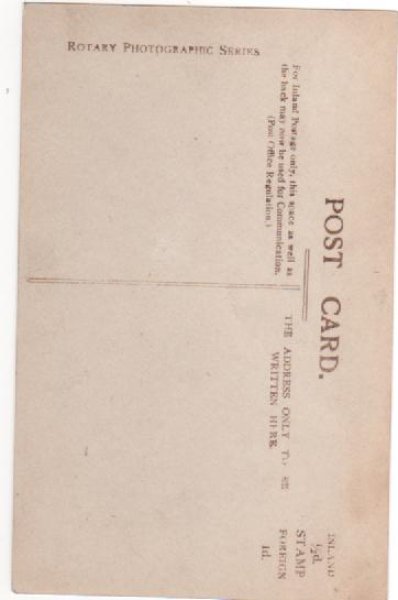 POST CARD.
ROTARY PHOTOGRAPHIC SERIES
For Inland Postage only, this space as well as
the back may now be used for Communication.
(Post Office Regulation.)
THE ADDRESS ONLY TO BE
WRITTEN HERE.
INLAND
½d.
STAMP
FOREIGN
1d.